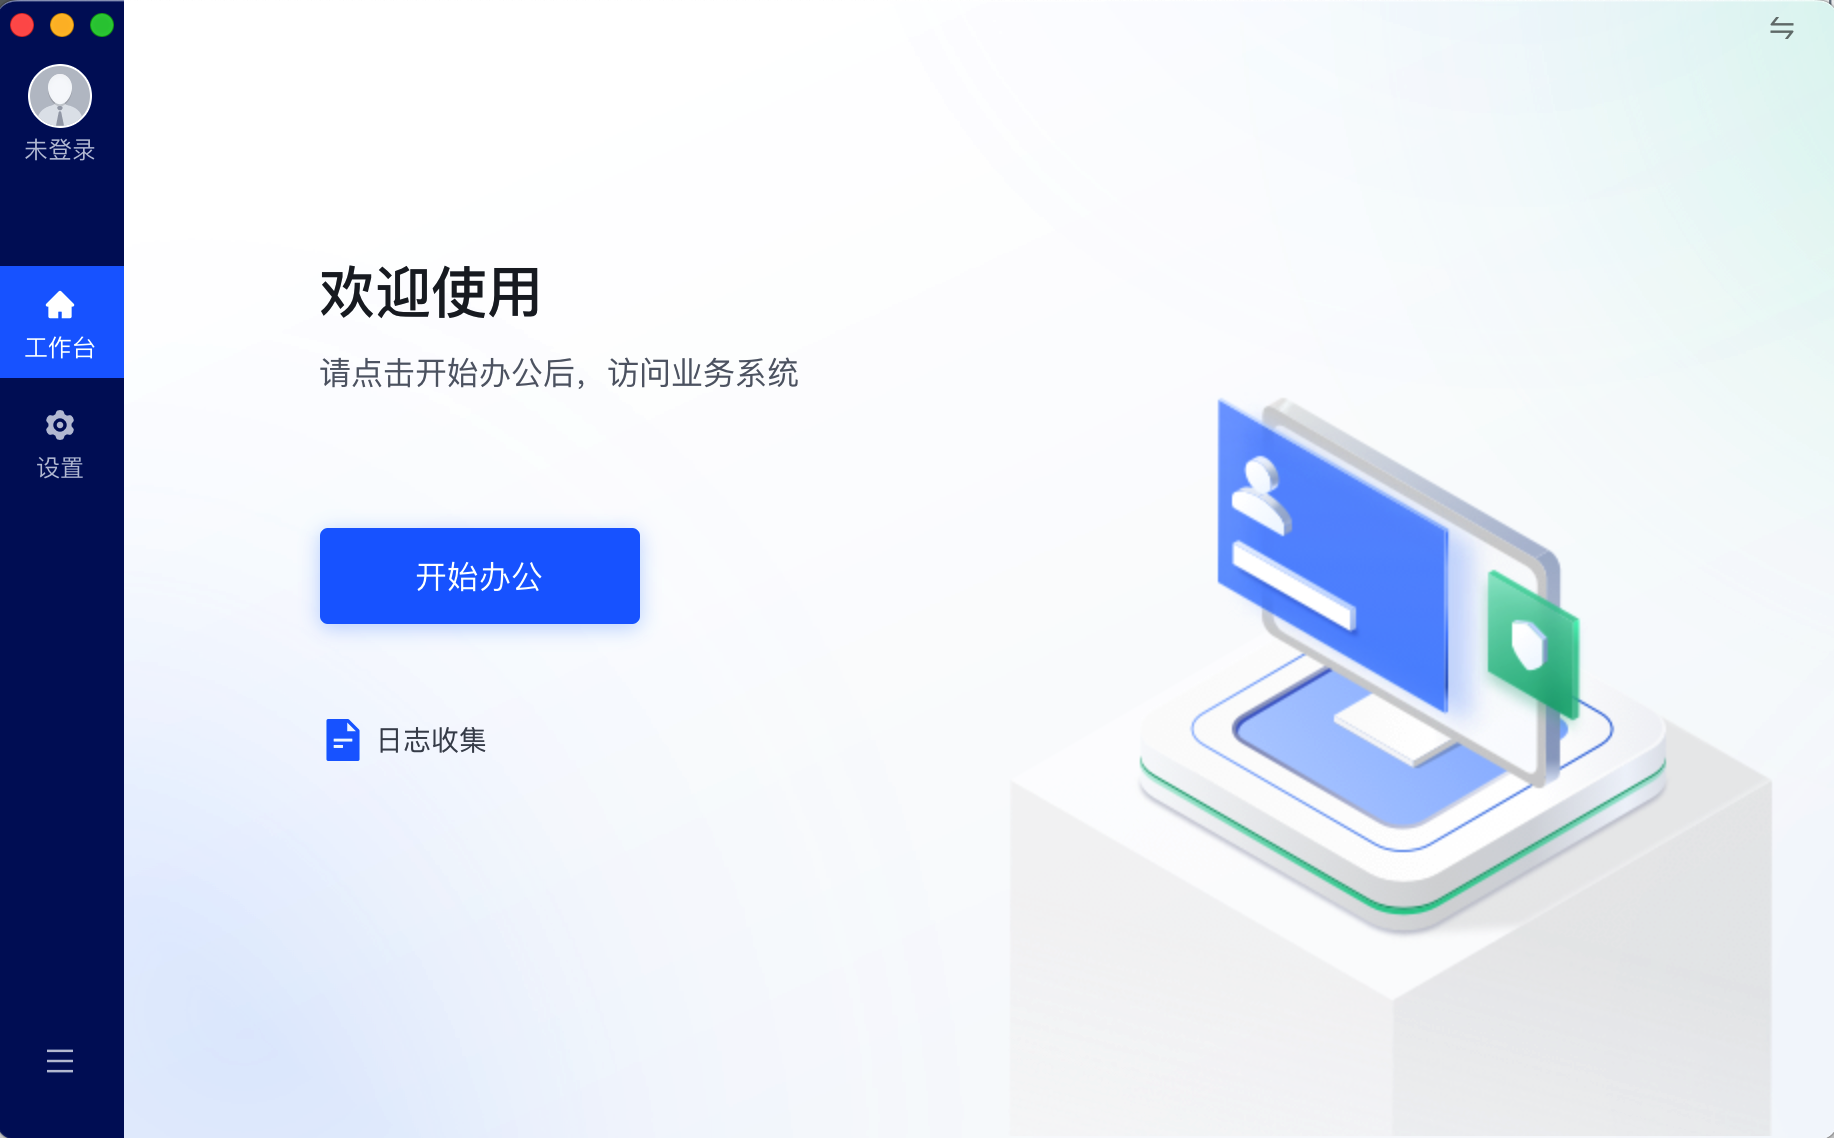 未登录
工作台
设置
欢迎使用
请点击开始办公后，访问业务系统
开始办公
日志收集